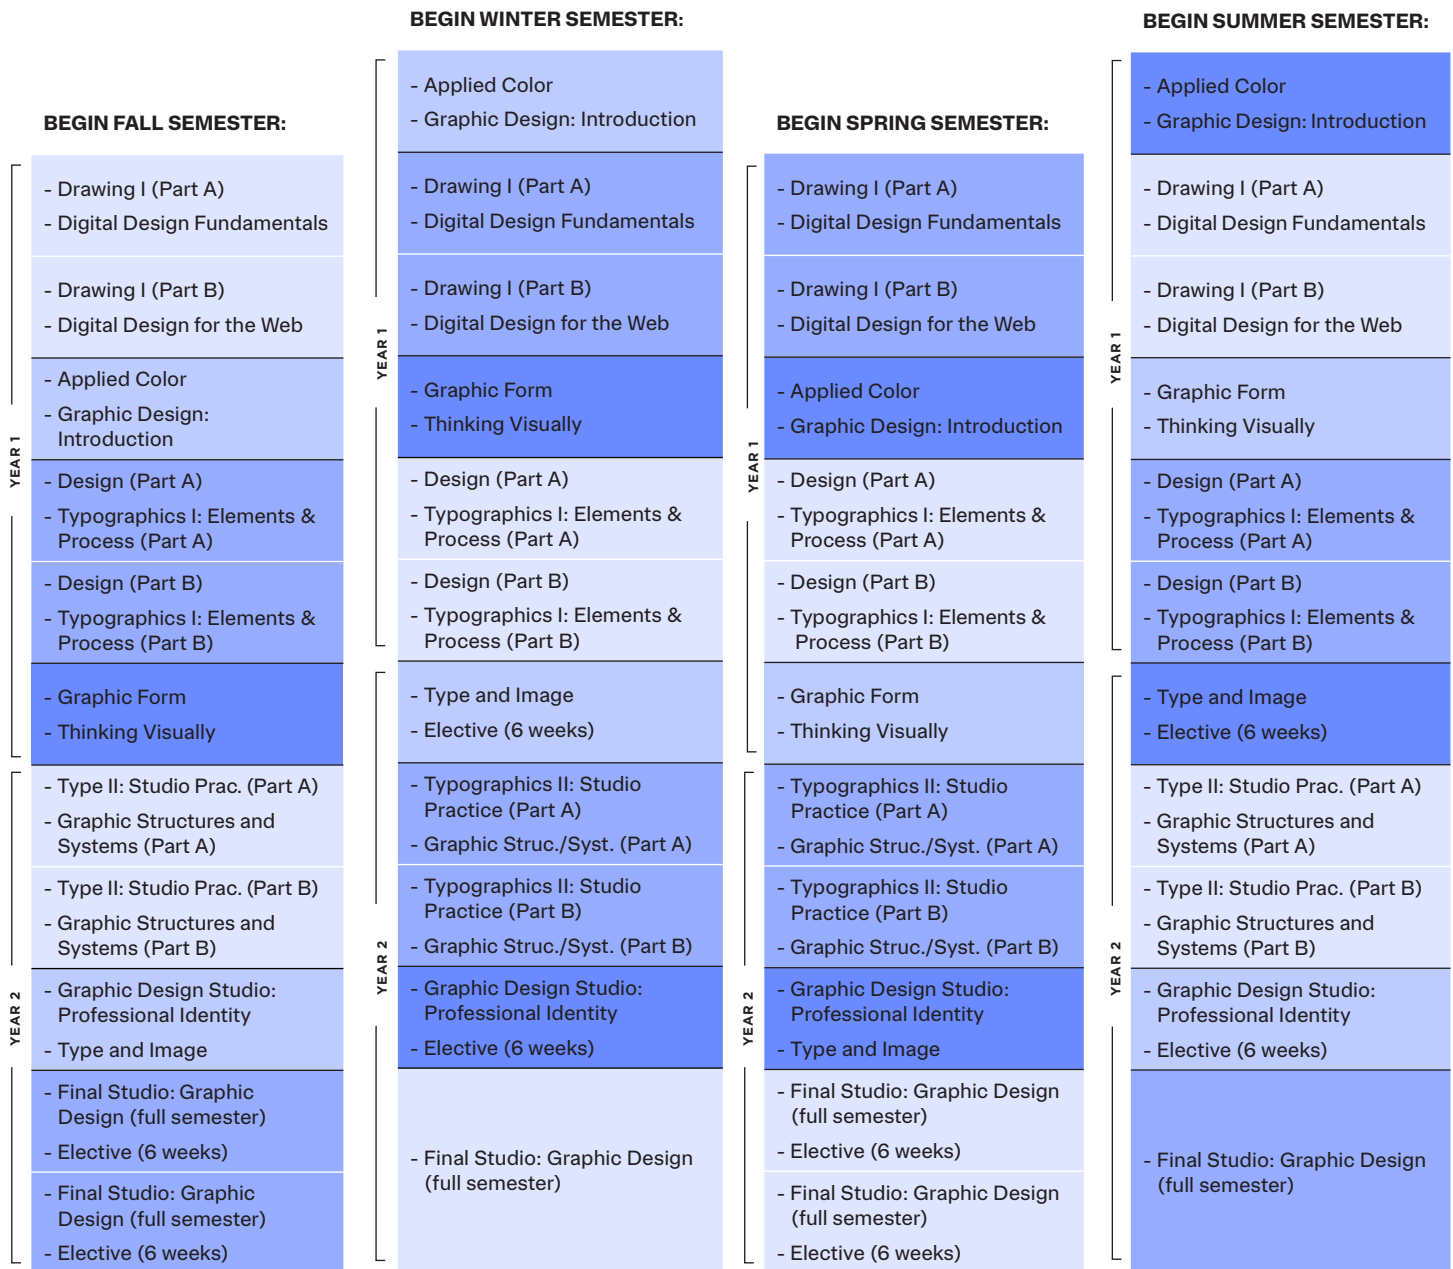 BEGIN FALL SEMESTER:
YEAR 1
- Drawing I (Part A)
- Digital Design Fundamentals
- Drawing I (Part B)
- Digital Design for the Web
- Applied Color
- Graphic Design:
Introduction
- Design (Part A)
- Typographics I: Elements &
Process (Part A)
- Design (Part B)
- Typographics I: Elements &
Process (Part B)
- Graphic Form
- Thinking Visually
YEAR 2
- Type II: Studio Prac. (Part A)
- Graphic Structures and
Systems (Part A)
- Type II: Studio Prac. (Part B)
- Graphic Structures and
Systems (Part B)
- Graphic Design Studio:
Professional Identity
- Type and Image
- Final Studio: Graphic
Design (full semester)
- Elective (6 weeks)
- Final Studio: Graphic
Design (full semester)
- Elective (6 weeks)
BEGIN WINTER SEMESTER:
YEAR 1
- Applied Color
- Graphic Design: Introduction
- Drawing I (Part A)
- Digital Design Fundamentals
- Drawing I (Part B)
- Digital Design for the Web
- Graphic Form
- Thinking Visually
- Design (Part A)
- Typographics I: Elements &
Process (Part A)
- Design (Part B)
- Typographics I: Elements &
Process (Part B)
YEAR 2
- Type and Image
- Elective (6 weeks)
- Typographics II: Studio
Practice (Part A)
- Graphic Struc./Syst. (Part A)
- Typographics II: Studio
Practice (Part B)
- Graphic Struc./Syst. (Part B)
- Graphic Design Studio:
Professional Identity
- Elective (6 weeks)
- Final Studio: Graphic Design
(full semester)
BEGIN SPRING SEMESTER:
YEAR 1
- Drawing I (Part A)
- Digital Design Fundamentals
- Drawing I (Part B)
- Digital Design for the Web
- Applied Color
- Graphic Design: Introduction
- Design (Part A)
- Typographics I: Elements &
Process (Part A)
- Design (Part B)
- Typographics I: Elements &
Process (Part B)
- Graphic Form
- Thinking Visually
YEAR 2
- Typographics II: Studio
Practice (Part A)
- Graphic Struc./Syst. (Part A)
- Typographics II: Studio
Practice (Part B)
- Graphic Struc./Syst. (Part B)
- Graphic Design Studio:
Professional Identity
- Type and Image
- Final Studio: Graphic Design
(full semester)
- Elective (6 weeks)
- Final Studio: Graphic Design
(full semester)
- Elective (6 weeks)
BEGIN SUMMER SEMESTER:
YEAR 1
- Applied Color
- Graphic Design: Introduction
- Drawing I (Part A)
- Digital Design Fundamentals
- Drawing I (Part B)
- Digital Design for the Web
- Graphic Form
- Thinking Visually
- Design (Part A)
- Typographics I: Elements &
Process (Part A)
- Design (Part B)
- Typographics I: Elements &
Process (Part B)
YEAR 2
- Type and Image
- Elective (6 weeks)
- Type II: Studio Prac. (Part A)
- Graphic Structures and
Systems (Part A)
- Type II: Studio Prac. (Part B)
- Graphic Structures and
Systems (Part B)
- Graphic Design Studio:
Professional Identity
- Elective (6 weeks)
- Final Studio: Graphic Design
(full semester)